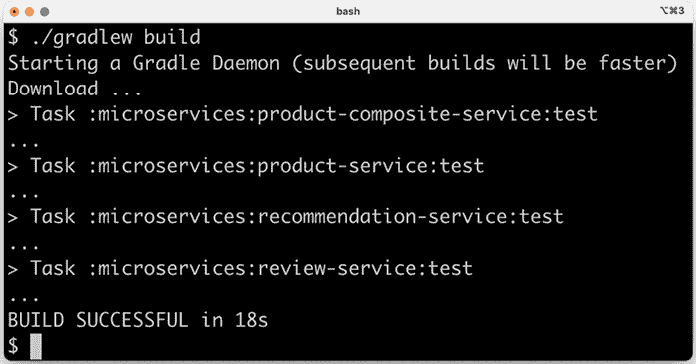 bash
⌥⌘3
$ ./gradlew build
Starting a Gradle Daemon (subsequent builds will be faster)
Download ...
> Task :microservices:product-composite-service:test
...
> Task :microservices:product-service:test
...
> Task :microservices:recommendation-service:test
...
> Task :microservices:review-service:test
...
BUILD SUCCESSFUL in 18s
$